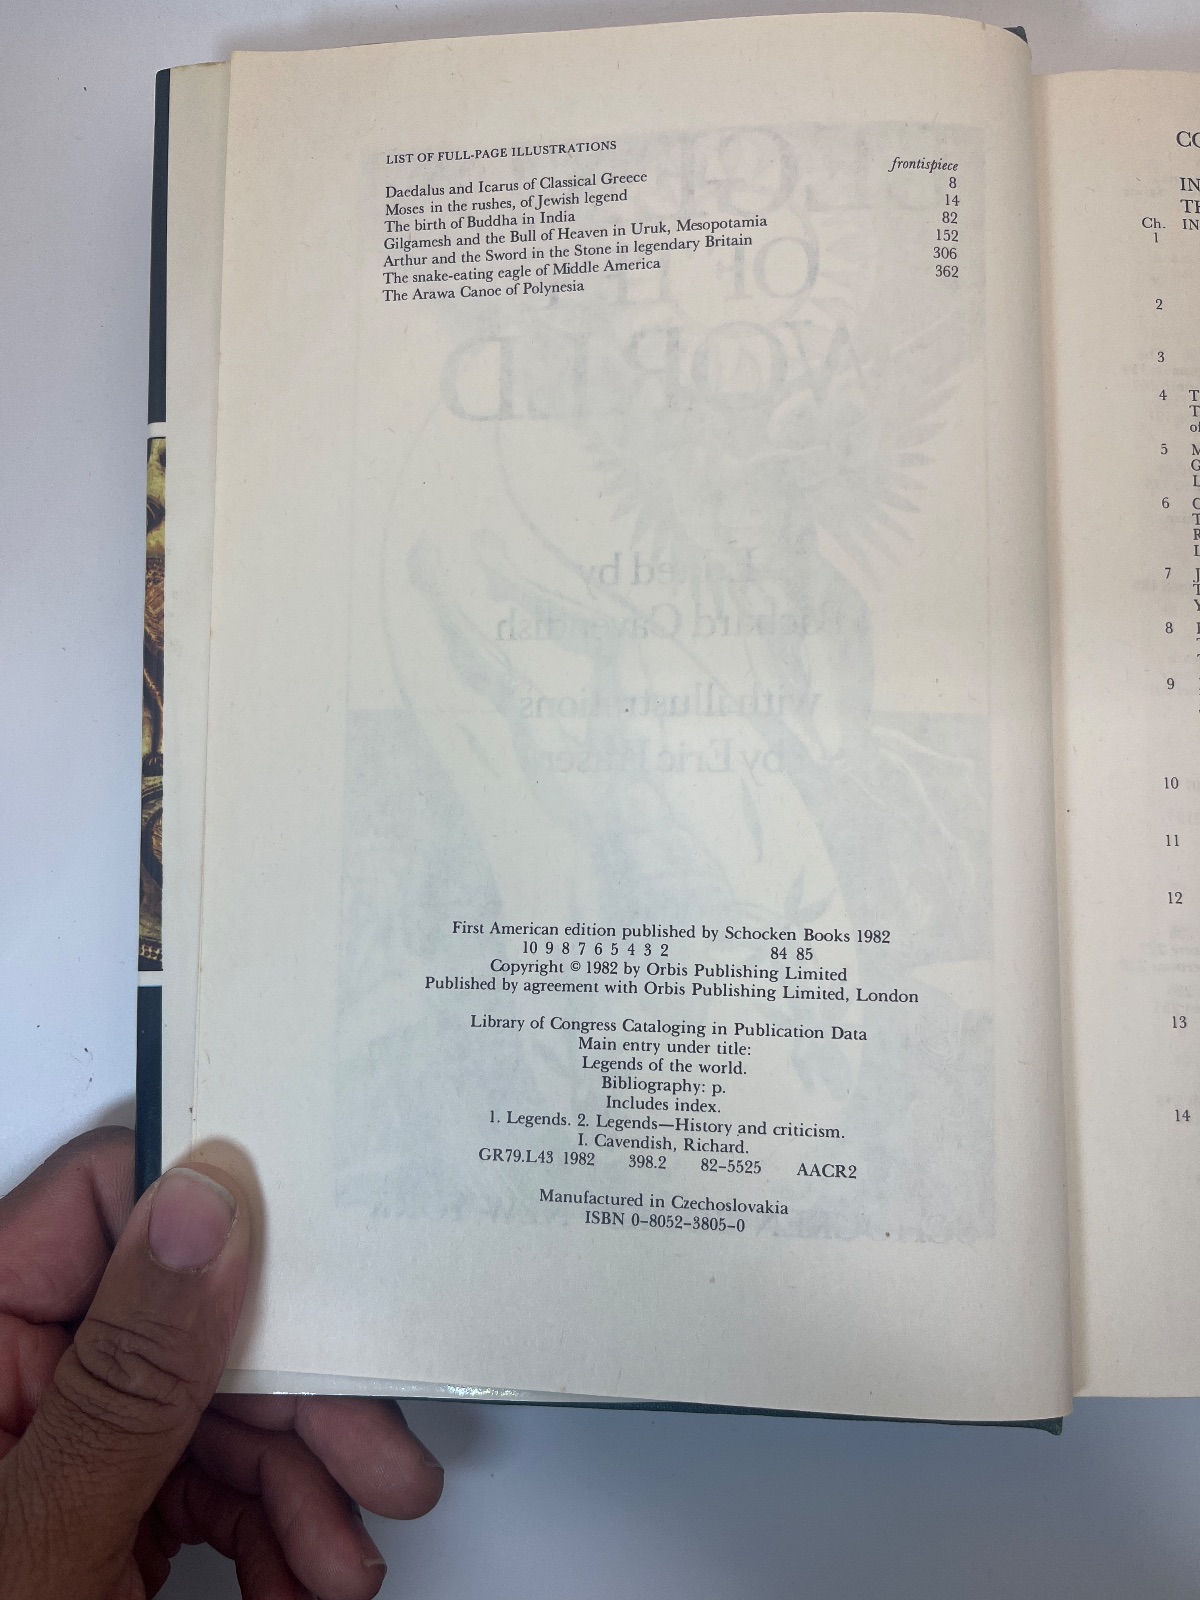 LIST OF FULL-PAGE ILLUSTRATIONS
Daedalus and Icarus of Classical Greece frontispiece
Moses in the rushes, of Jewish legend 8
The birth of Buddha in India 14
Gilgamesh and the Bull of Heaven in Uruk, Mesopotamia 82
Arthur and the Sword in the Stone in legendary Britain 152
The snake-eating eagle of Middle America 306
The Arawa Canoe of Polynesia 362
First American edition published by Schocken Books 1982
10 9 8 7 6 5 4 3 2 84 85
Copyright © 1982 by Orbis Publishing Limited
Published by agreement with Orbis Publishing Limited, London
Library of Congress Cataloging in Publication Data
Main entry under title:
Legends of the world.
Bibliography: p.
Includes index.
1. Legends. 2. Legends—History and criticism.
I. Cavendish, Richard.
GR79.L43 1982 398.2 82-5525 AACR2
Manufactured in Czechoslovakia
ISBN 0-8052-3805-0
Ch.
1
2
3
4
5
6
7
8
9
10
11
12
13
14